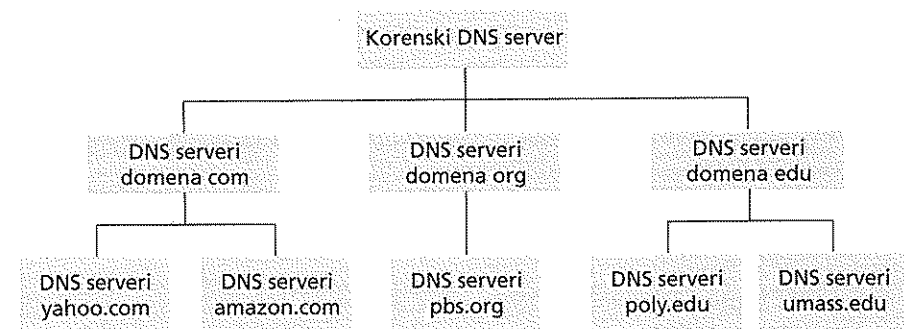 Korenski DNS server
DNS serveri
domena com
DNS serveri
domena org
DNS serveri
domena edu
DNS serveri
yahoo.com
DNS serveri
amazon.com
DNS serveri
pbs.org
DNS serveri
poly.edu
DNS serveri
umass.edu